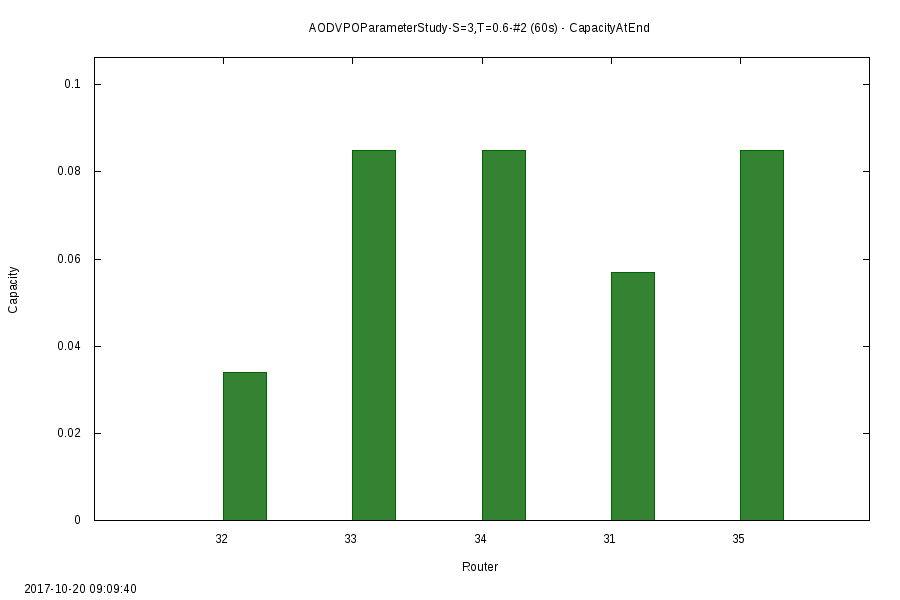 AODVPOParameterStudy-S=3,T=0.6-#2 (60s) - CapacityAtEnd
0.1
0.08
0.06
0.04
0.02
0
Capacity
32 33 34 31 35
Router
2017-10-20 09:09:40